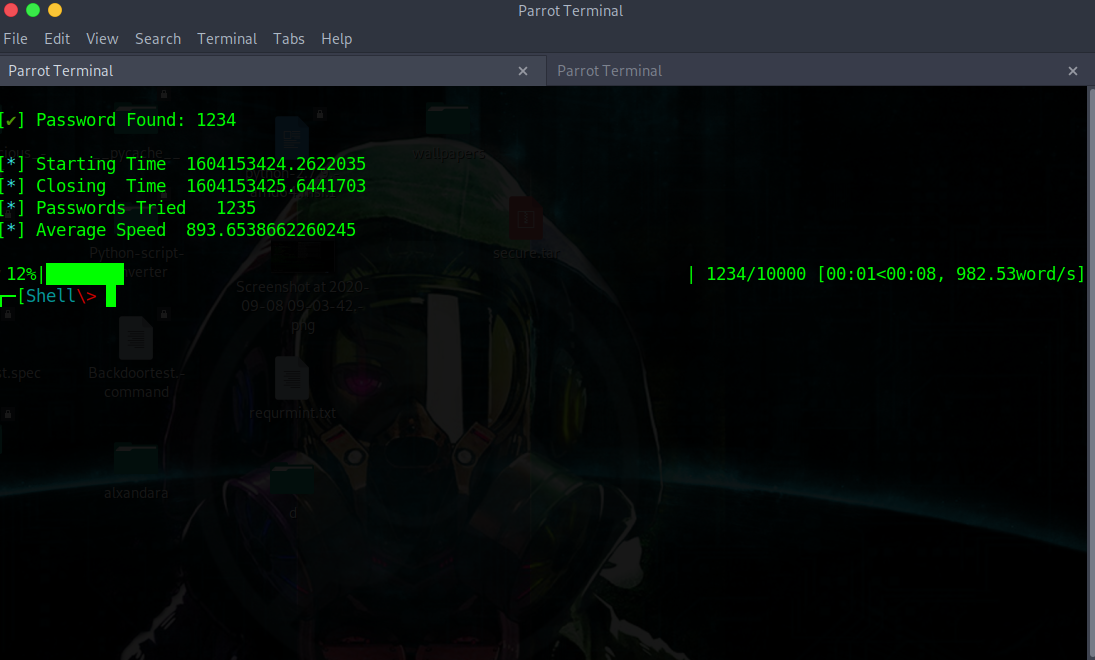 Parrot Terminal
File Edit View Search Terminal Tabs Help
Parrot Terminal × Parrot Terminal ×
[✔] Password Found: 1234
[*] Starting Time 1604153424.2622035
[*] Closing Time 1604153425.6441703
[*] Passwords Tried 1235
[*] Average Speed 893.6538662260245
12%| | 1234/10000 [00:01<00:08, 982.53word/s]
[Shell\>
pycache
wallpapers
Python-script-
secure.rar
Screenshot at 2020-
09-08 09-03-42.-
png
t.spec
Backdoortest.-
command
requrmint.txt
alxandara
d